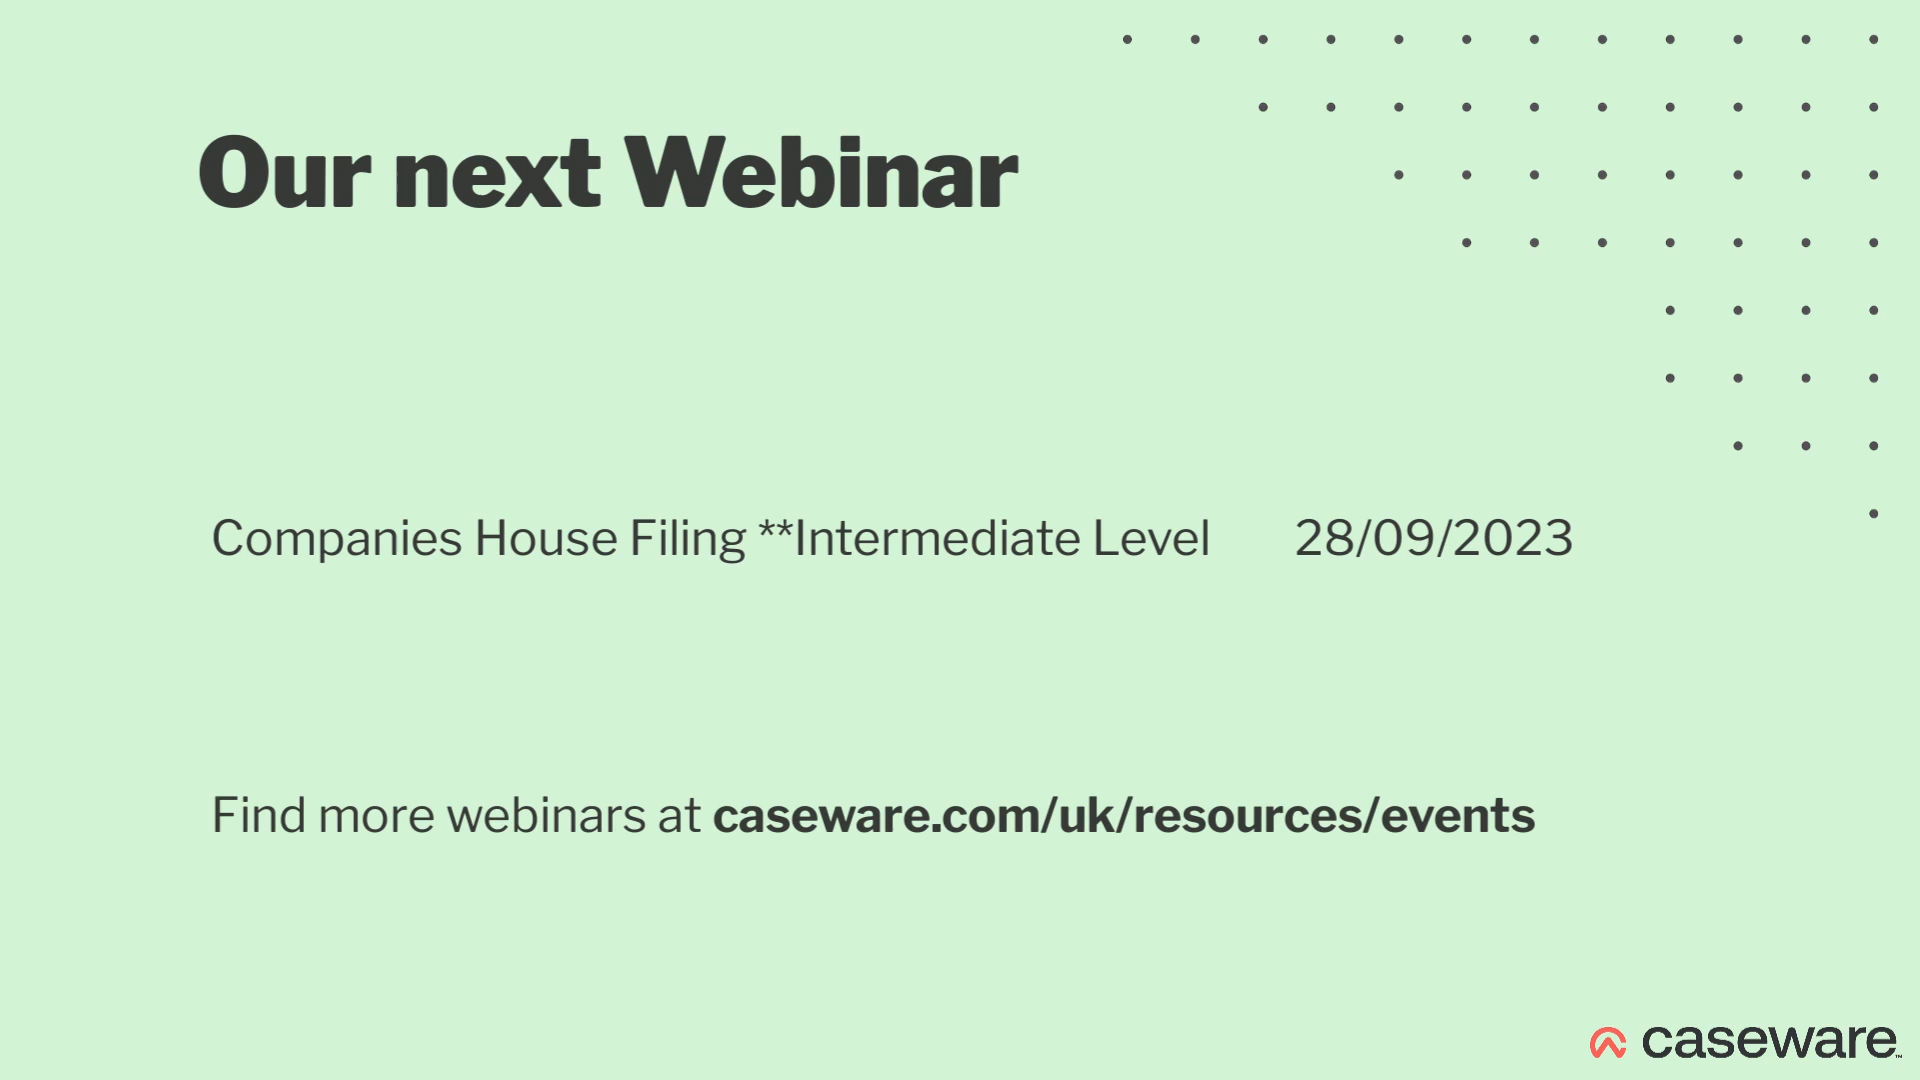 Our next Webinar
Companies House Filing **Intermediate Level 28/09/2023
Find more webinars at caseware.com/uk/resources/events
caseware™